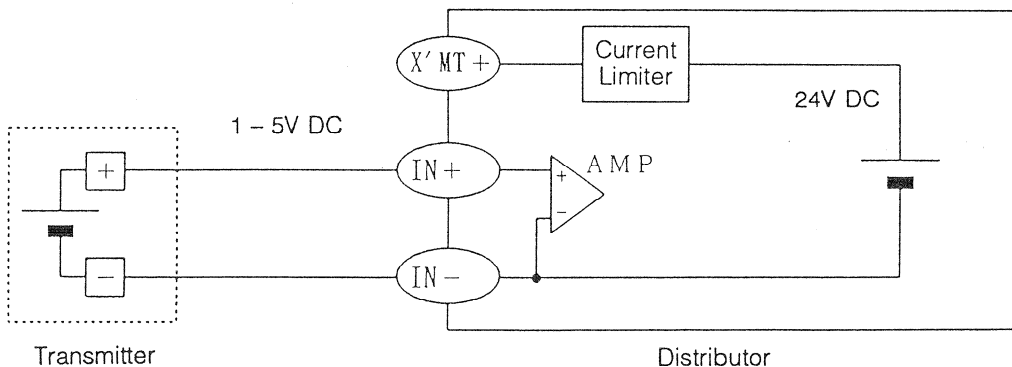 X' MT +
Current
Limiter
24V DC
1 – 5V DC
+
IN+
+
AMP
−
−
IN−
Transmitter
Distributor